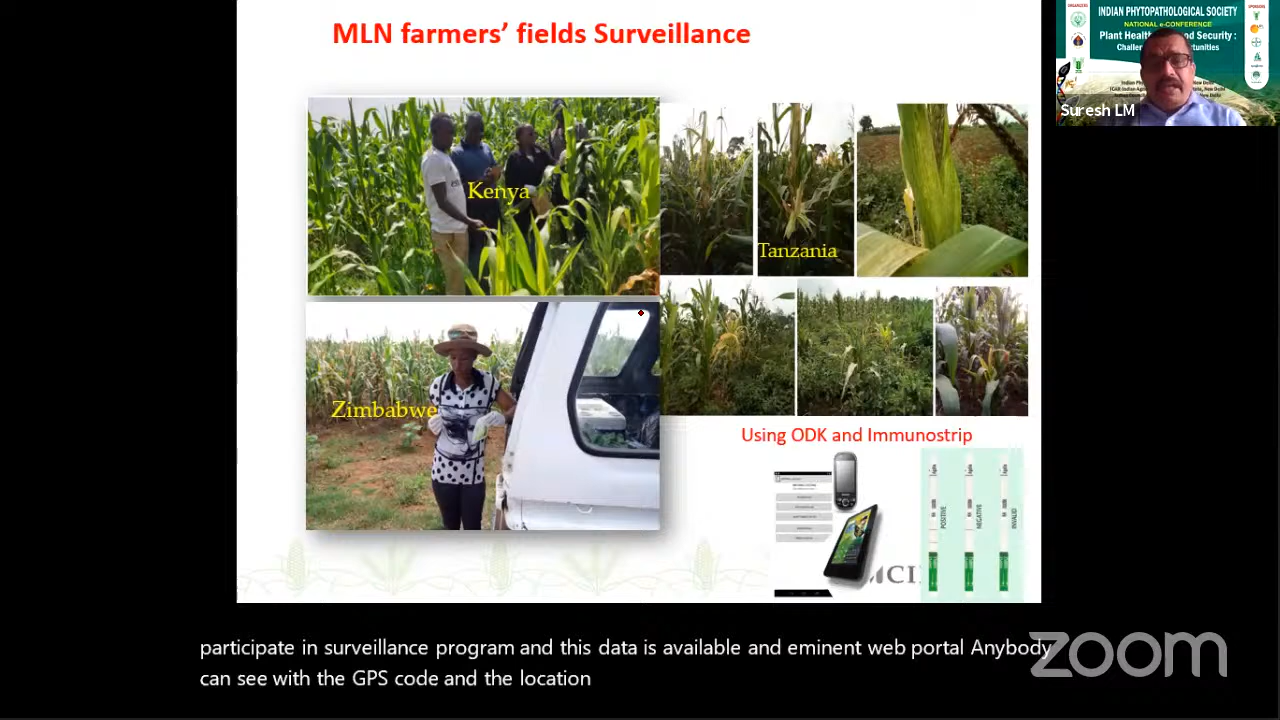 MLN farmers’ fields Surveillance
Kenya
Tanzania
Zimbabwe
Using ODK and Immunostrip
POSITIVE
NEGATIVE
INVALID
INDIAN PHYTOPATHOLOGICAL SOCIETY
NATIONAL e-CONFERENCE
Plant Health
Security :
Suresh LM
participate in surveillance program and this data is available and eminent web portal Anybody
can see with the GPS code and the location
zoom